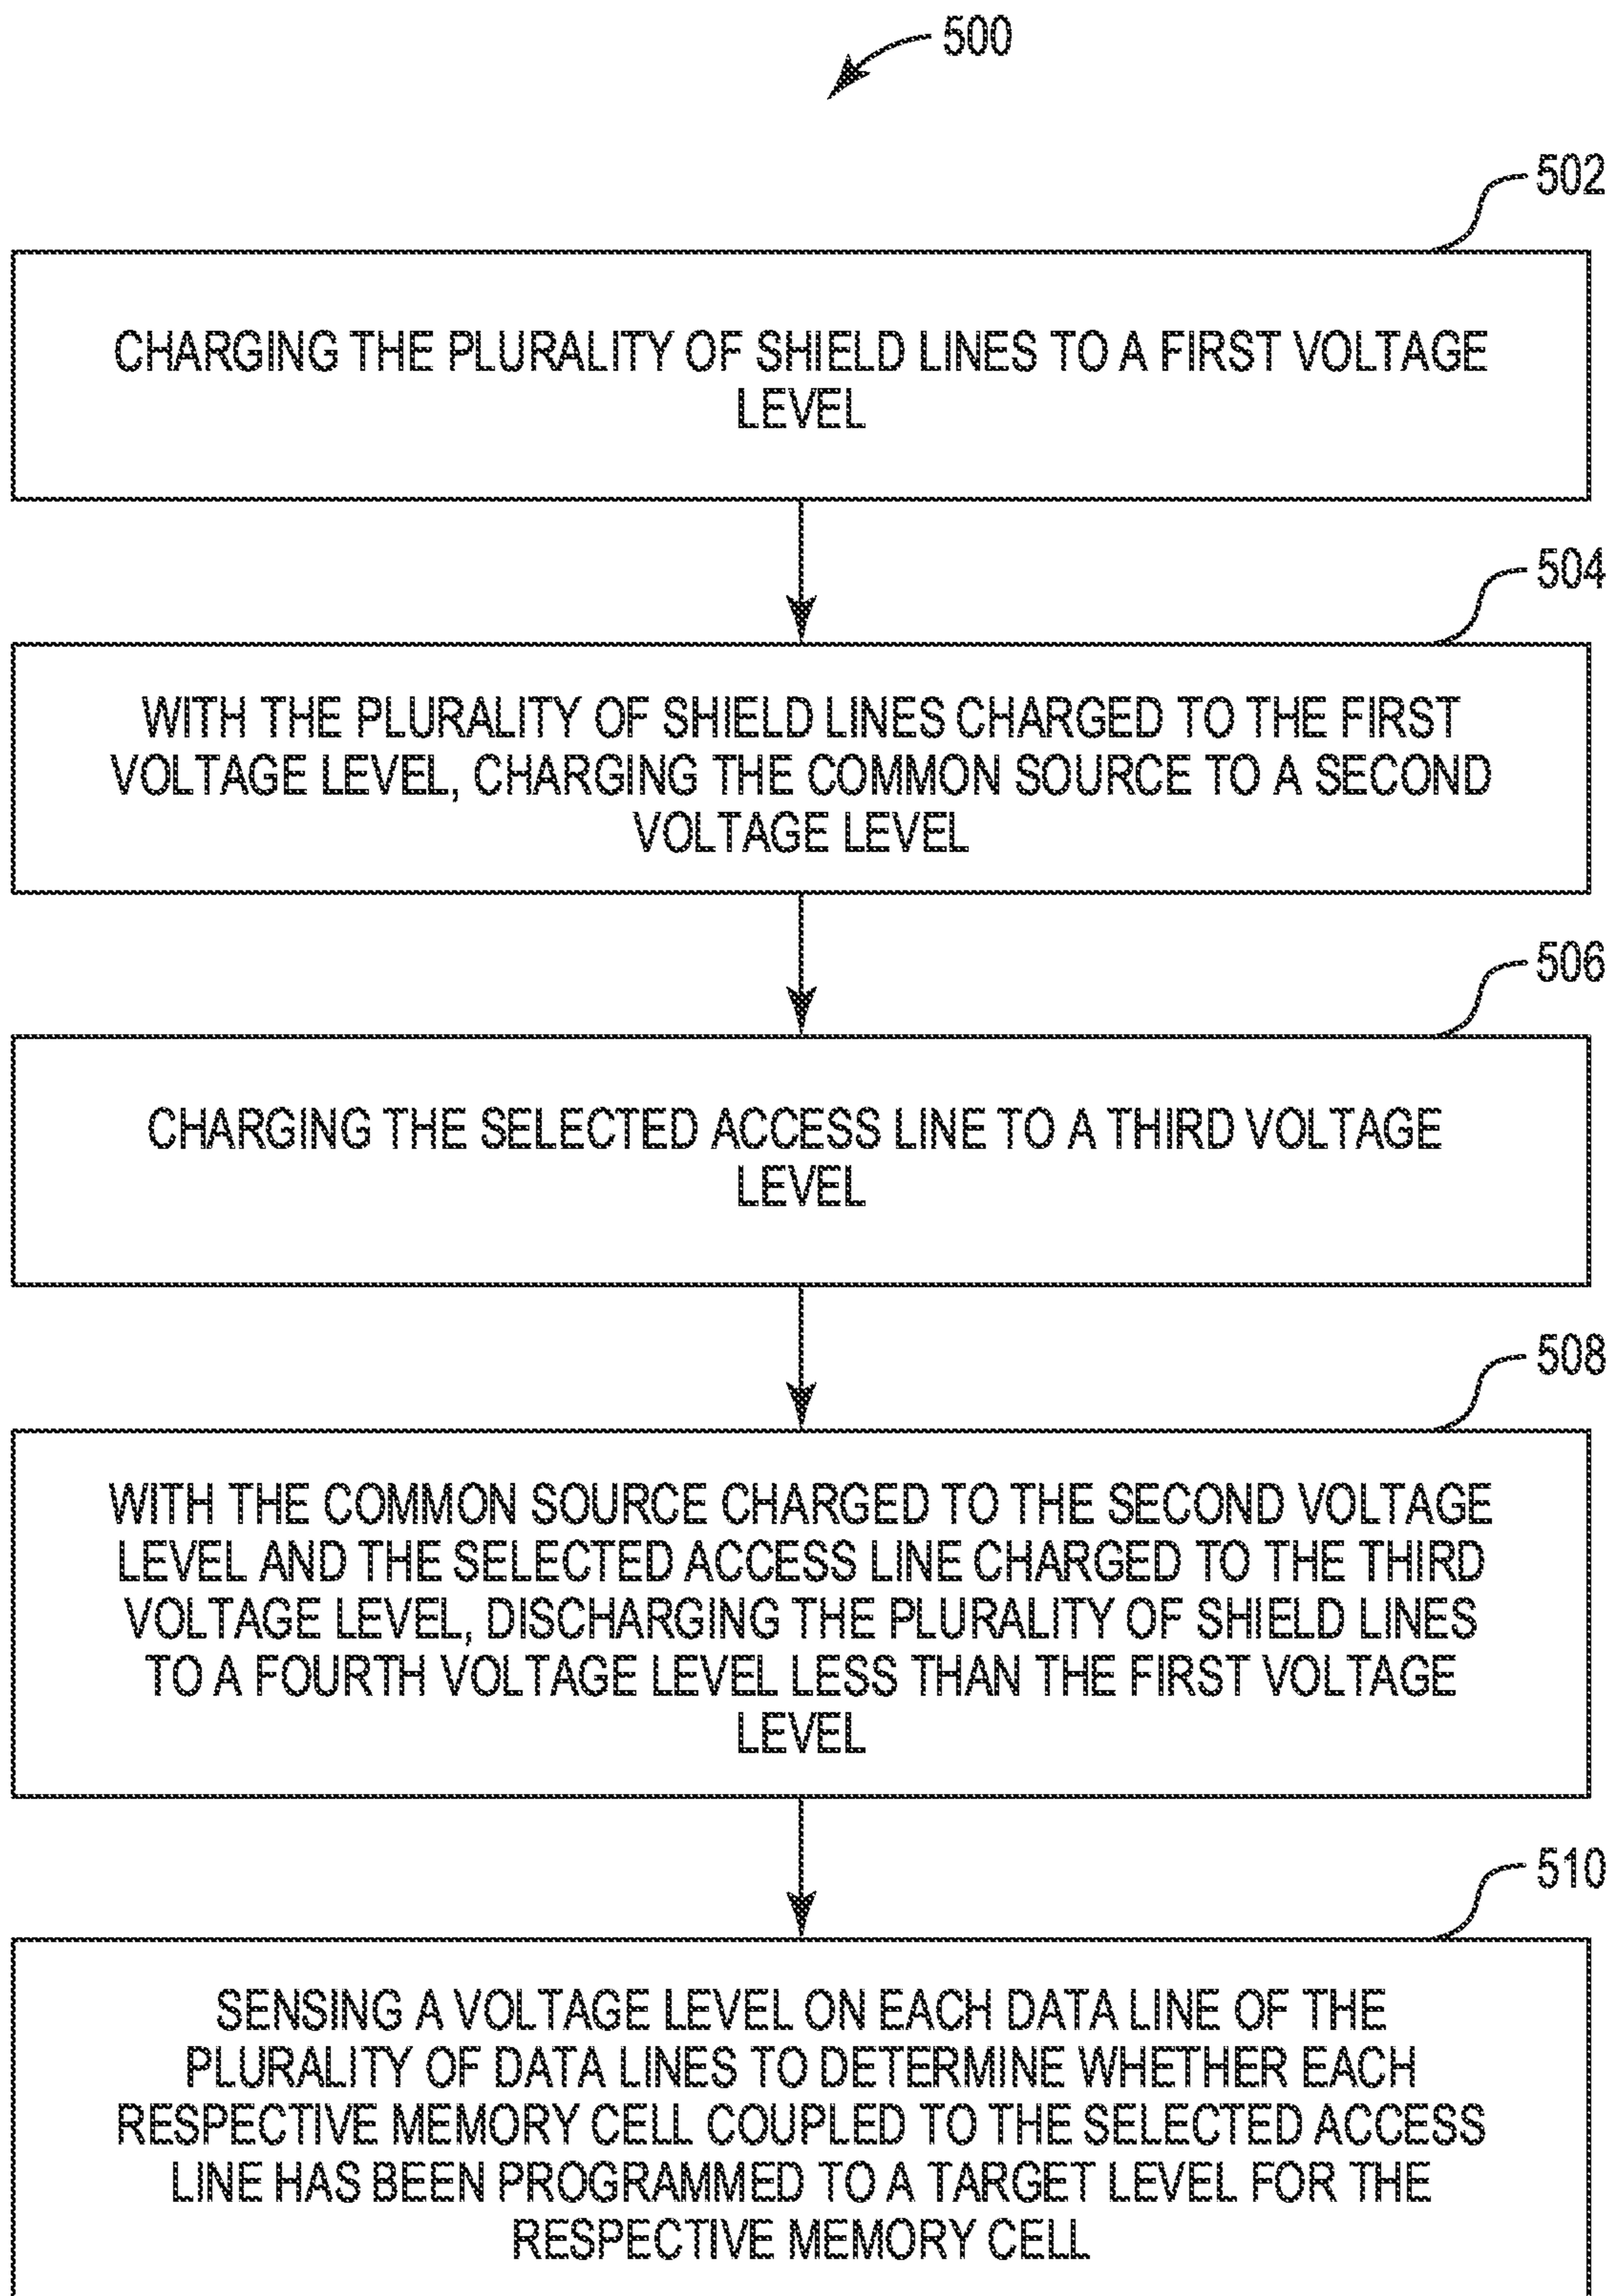 500
502
CHARGING THE PLURALITY OF SHIELD LINES TO A FIRST VOLTAGE
LEVEL
504
WITH THE PLURALITY OF SHIELD LINES CHARGED TO THE FIRST
VOLTAGE LEVEL, CHARGING THE COMMON SOURCE TO A SECOND
VOLTAGE LEVEL
506
CHARGING THE SELECTED ACCESS LINE TO A THIRD VOLTAGE
LEVEL
508
WITH THE COMMON SOURCE CHARGED TO THE SECOND VOLTAGE
LEVEL AND THE SELECTED ACCESS LINE CHARGED TO THE THIRD
VOLTAGE LEVEL, DISCHARGING THE PLURALITY OF SHIELD LINES
TO A FOURTH VOLTAGE LEVEL LESS THAN THE FIRST VOLTAGE
LEVEL
510
SENSING A VOLTAGE LEVEL ON EACH DATA LINE OF THE
PLURALITY OF DATA LINES TO DETERMINE WHETHER EACH
RESPECTIVE MEMORY CELL COUPLED TO THE SELECTED ACCESS
LINE HAS BEEN PROGRAMMED TO A TARGET LEVEL FOR THE
RESPECTIVE MEMORY CELL